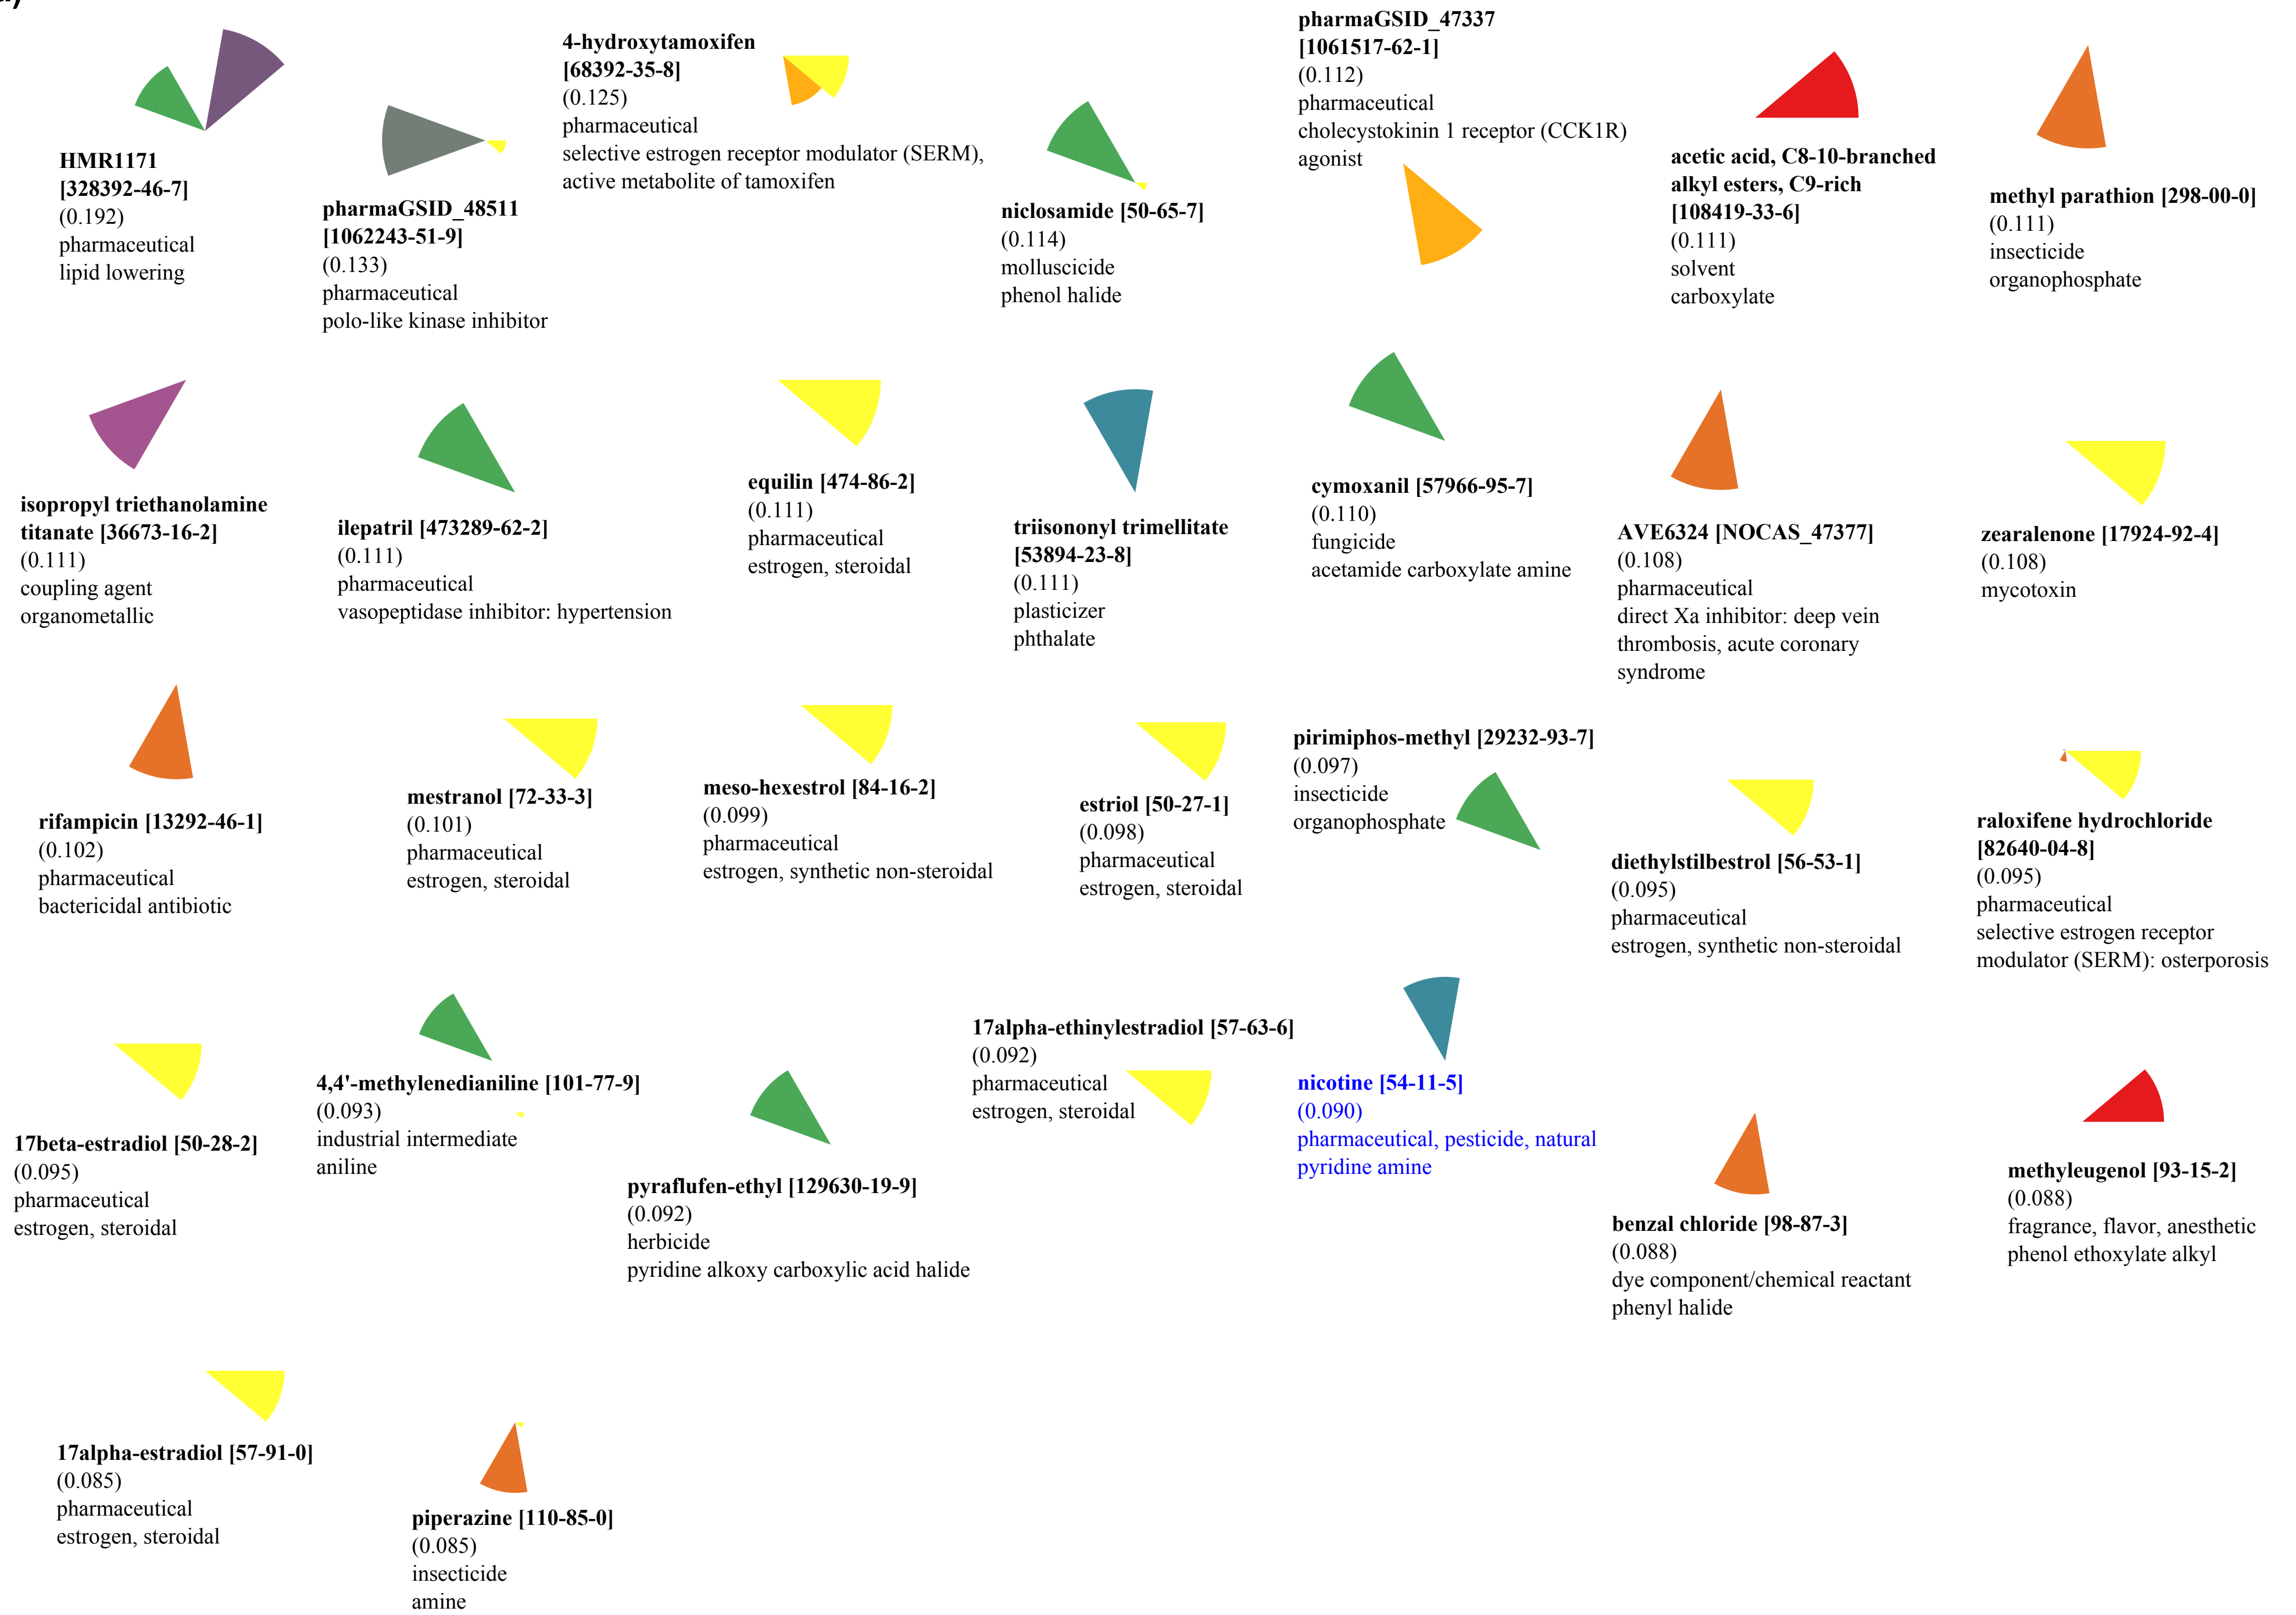 HMR1171
[328392-46-7]
(0.192)
pharmaceutical
lipid lowering
pharmaGSID_48511
[1062243-51-9]
(0.133)
pharmaceutical
polo-like kinase inhibitor
4-hydroxytamoxifen
[68392-35-8]
(0.125)
pharmaceutical
selective estrogen receptor modulator (SERM),
active metabolite of tamoxifen
niclosamide [50-65-7]
(0.114)
molluscicide
phenol halide
pharmaGSID_47337
[1061517-62-1]
(0.112)
pharmaceutical
cholecystokinin 1 receptor (CCK1R)
agonist
acetic acid, C8-10-branched
alkyl esters, C9-rich
[108419-33-6]
(0.111)
solvent
carboxylate
methyl parathion [298-00-0]
(0.111)
insecticide
organophosphate
isopropyl triethanolamine
titanate [36673-16-2]
(0.111)
coupling agent
organometallic
ilepatril [473289-62-2]
(0.111)
pharmaceutical
vasopeptidase inhibitor: hypertension
equilin [474-86-2]
(0.111)
pharmaceutical
estrogen, steroidal
triisononyl trimellitate
[53894-23-8]
(0.111)
plasticizer
phthalate
cymoxanil [57966-95-7]
(0.110)
fungicide
acetamide carboxylate amine
AVE6324 [NOCAS_47377]
(0.108)
pharmaceutical
direct Xa inhibitor: deep vein
thrombosis, acute coronary
syndrome
zearalenone [17924-92-4]
(0.108)
mycotoxin
rifampicin [13292-46-1]
(0.102)
pharmaceutical
bactericidal antibiotic
mestranol [72-33-3]
(0.101)
pharmaceutical
estrogen, steroidal
meso-hexestrol [84-16-2]
(0.099)
pharmaceutical
estrogen, synthetic non-steroidal
estriol [50-27-1]
(0.098)
pharmaceutical
estrogen, steroidal
pirimiphos-methyl [29232-93-7]
(0.097)
insecticide
organophosphate
diethylstilbestrol [56-53-1]
(0.095)
pharmaceutical
estrogen, synthetic non-steroidal
raloxifene hydrochloride
[82640-04-8]
(0.095)
pharmaceutical
selective estrogen receptor
modulator (SERM): osterporosis
17beta-estradiol [50-28-2]
(0.095)
pharmaceutical
estrogen, steroidal
4,4'-methylenedianiline [101-77-9]
(0.093)
industrial intermediate
aniline
pyraflufen-ethyl [129630-19-9]
(0.092)
herbicide
pyridine alkoxy carboxylic acid halide
17alpha-ethinylestradiol [57-63-6]
(0.092)
pharmaceutical
estrogen, steroidal
nicotine [54-11-5]
(0.090)
pharmaceutical, pesticide, natural
pyridine amine
benzal chloride [98-87-3]
(0.088)
dye component/chemical reactant
phenyl halide
methyleugenol [93-15-2]
(0.088)
fragrance, flavor, anesthetic
phenol ethoxylate alkyl
17alpha-estradiol [57-91-0]
(0.085)
pharmaceutical
estrogen, steroidal
piperazine [110-85-0]
(0.085)
insecticide
amine